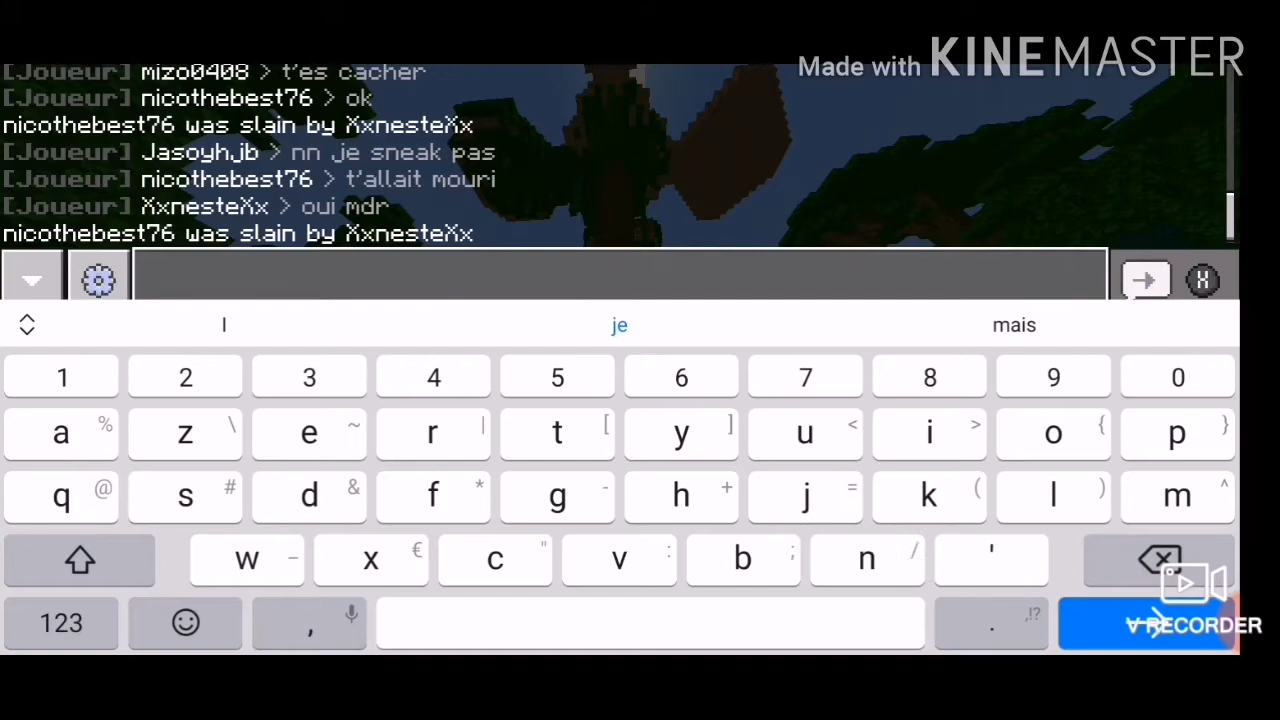 Made with KINEMASTER
[Joueur] mizo0408 > t'es cacher
[Joueur] nicothebest76 > ok
nicothebest76 was slain by XxnesteXx
[Joueur] Jasoyhjb > nn je sneak pas
[Joueur] nicothebest76 > t'allait mouri
[Joueur] XxnesteXx > oui mdr
nicothebest76 was slain by XxnesteXx
X
l je mais
1 2 3 4 5 6 7 8 9 0
a % z \ e ~ r | t [ y ] u < i > o { p }
q @ s # d & f * g - h + j = k ( l ) m ^
w _ x € c " v : b ; n / '
123 , . ,!?
V RECORDER